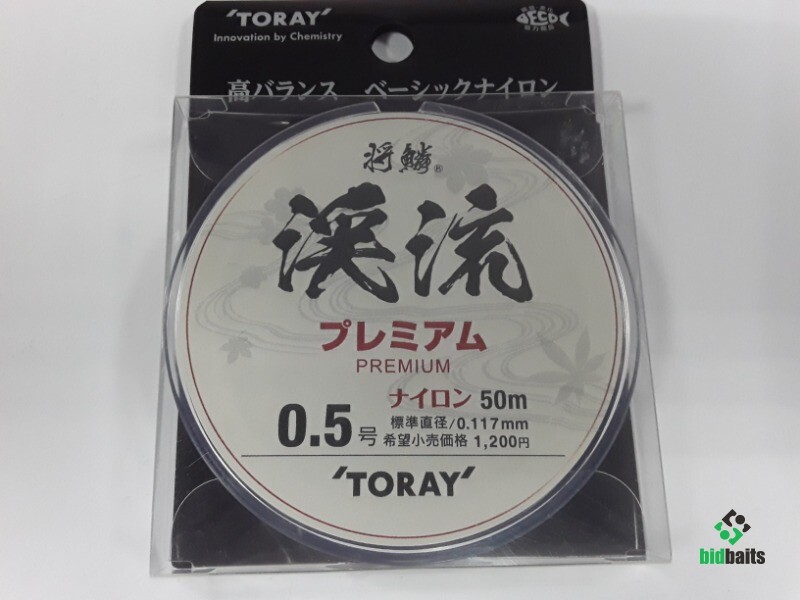 'TORAY'
Innovation by Chemistry
ECO
高バランス ベーシックナイロン
将鱗®
渓流
プレミアム
PREMIUM
ナイロン 50m
0.5号
標準直径/0.117mm
希望小売価格 1,200円
'TORAY'
bidbaits